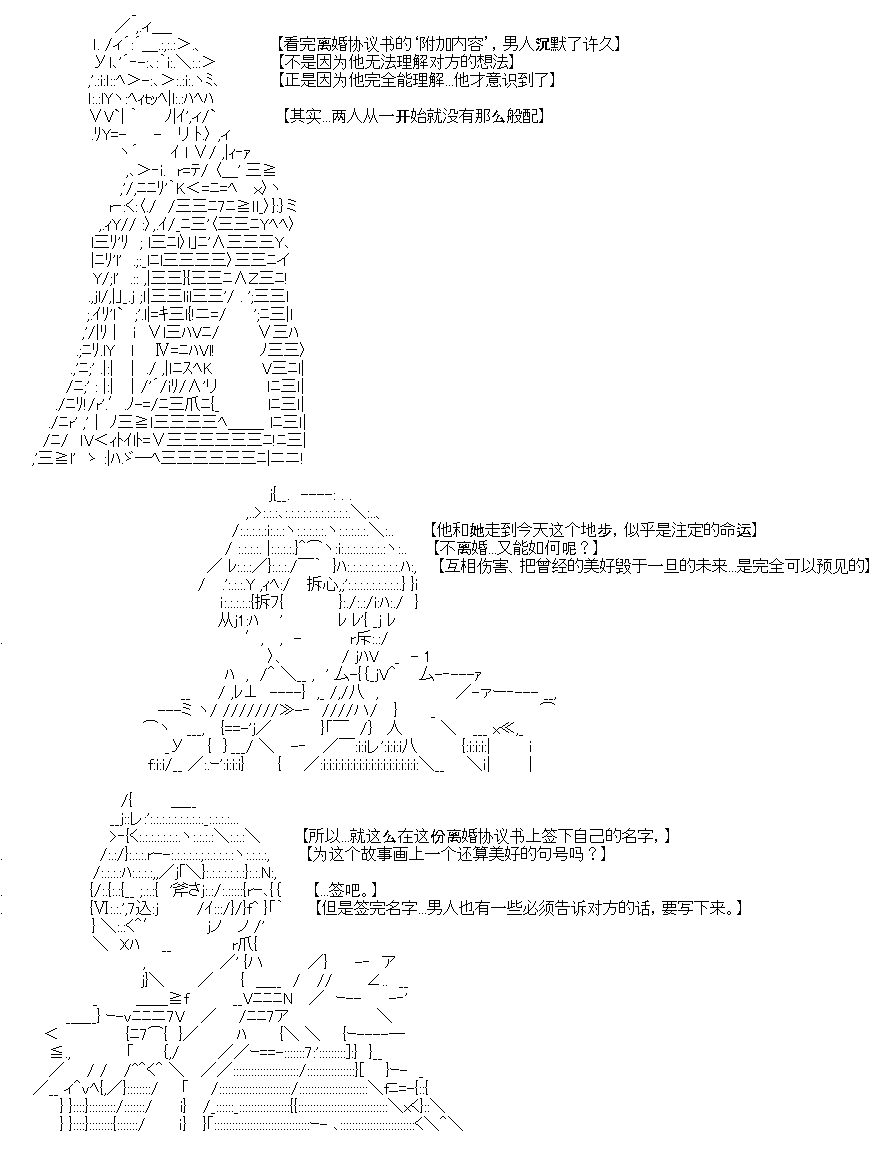 【看完离婚协议书的‘附加内容’，男人沉默了许久】
【不是因为他无法理解对方的想法】
【正是因为他完全能理解...他才意识到了】
【其实...两人从一开始就没有那么般配】
【他和她走到今天这个地步，似乎是注定的命运】
【不离婚...又能如何呢？】
【互相伤害、把曾经的美好毁于一旦的未来...是完全可以预见的】
【所以...就这么在这份离婚协议书上签下自己的名字，】
【为这个故事画上一个还算美好的句号吗？】
【...签吧。】
【但是签完名字...男人也有一些必须告诉对方的话，要写下来。】